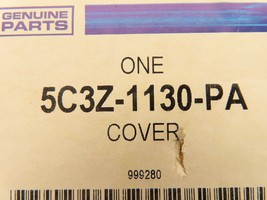 GENUINE
PARTS
ONE
5C3Z-1130-PA
COVER
999280